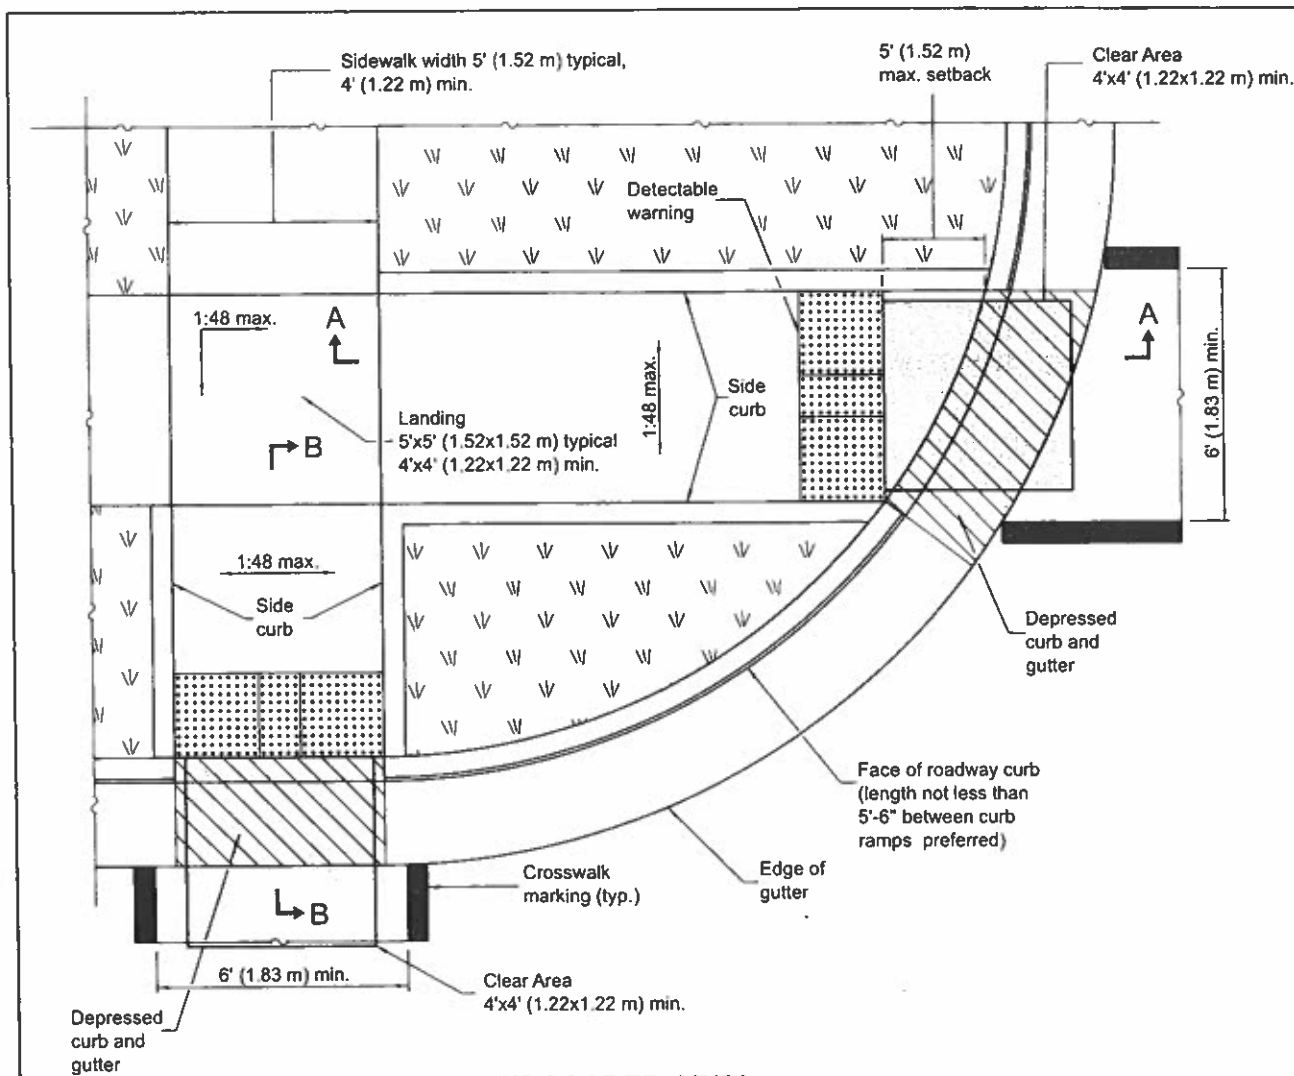 Sidewalk width 5' (1.52 m) typical,
4' (1.22 m) min.
5' (1.52 m)
max. setback
Clear Area
4'x4' (1.22x1.22 m) min.
Detectable
warning
1:48 max.
A
A
1:48 max.
Side
curb
6' (1.83 m) min.
Landing
5'x5' (1.52x1.52 m) typical
4'x4' (1.22x1.22 m) min.
B
1:48 max.
Side
curb
Depressed
curb and
gutter
Face of roadway curb
(length not less than
5'-6" between curb
ramps preferred)
Edge of
gutter
Crosswalk
marking (typ.)
B
6' (1.83 m) min.
Clear Area
4'x4' (1.22x1.22 m) min.
Depressed
curb and
gutter